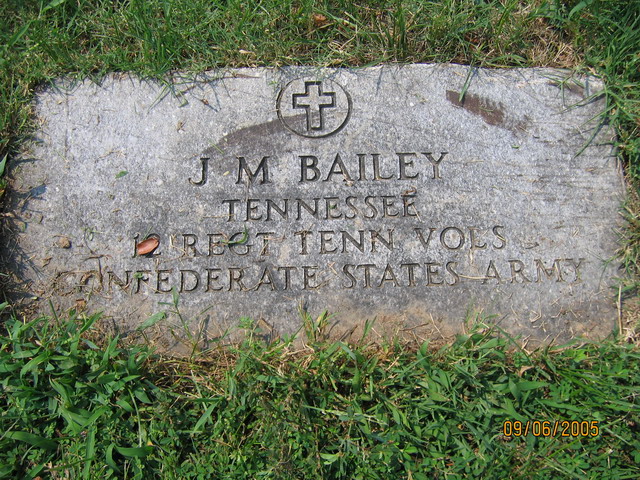 J M BAILEY
TENNESSEE
12 REGT TENN VOLS
CONFEDERATE STATES ARMY
09/06/2005